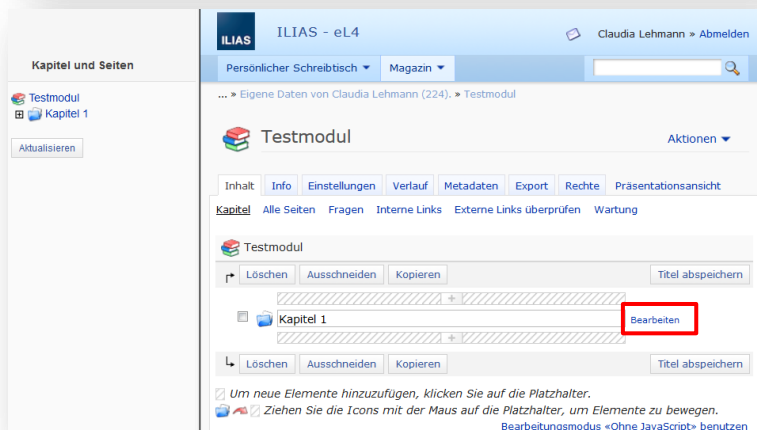 Kapitel und Seiten
Testmodul
Kapitel 1
Aktualisieren
ILIAS
ILIAS - eL4
Claudia Lehmann » Abmelden
Persönlicher Schreibtisch Magazin
... » Eigene Daten von Claudia Lehmann (224). » Testmodul
Testmodul
Aktionen
Inhalt Info Einstellungen Verlauf Metadaten Export Rechte Präsentationsansicht
Kapitel Alle Seiten Fragen Interne Links Externe Links überprüfen Wartung
Testmodul
Löschen Ausschneiden Kopieren Titel abspeichern
+
Kapitel 1 Bearbeiten
+
Löschen Ausschneiden Kopieren Titel abspeichern
Um neue Elemente hinzuzufügen, klicken Sie auf die Platzhalter.
Ziehen Sie die Icons mit der Maus auf die Platzhalter, um Elemente zu bewegen.
Bearbeitungsmodus «Ohne JavaScript» benutzen